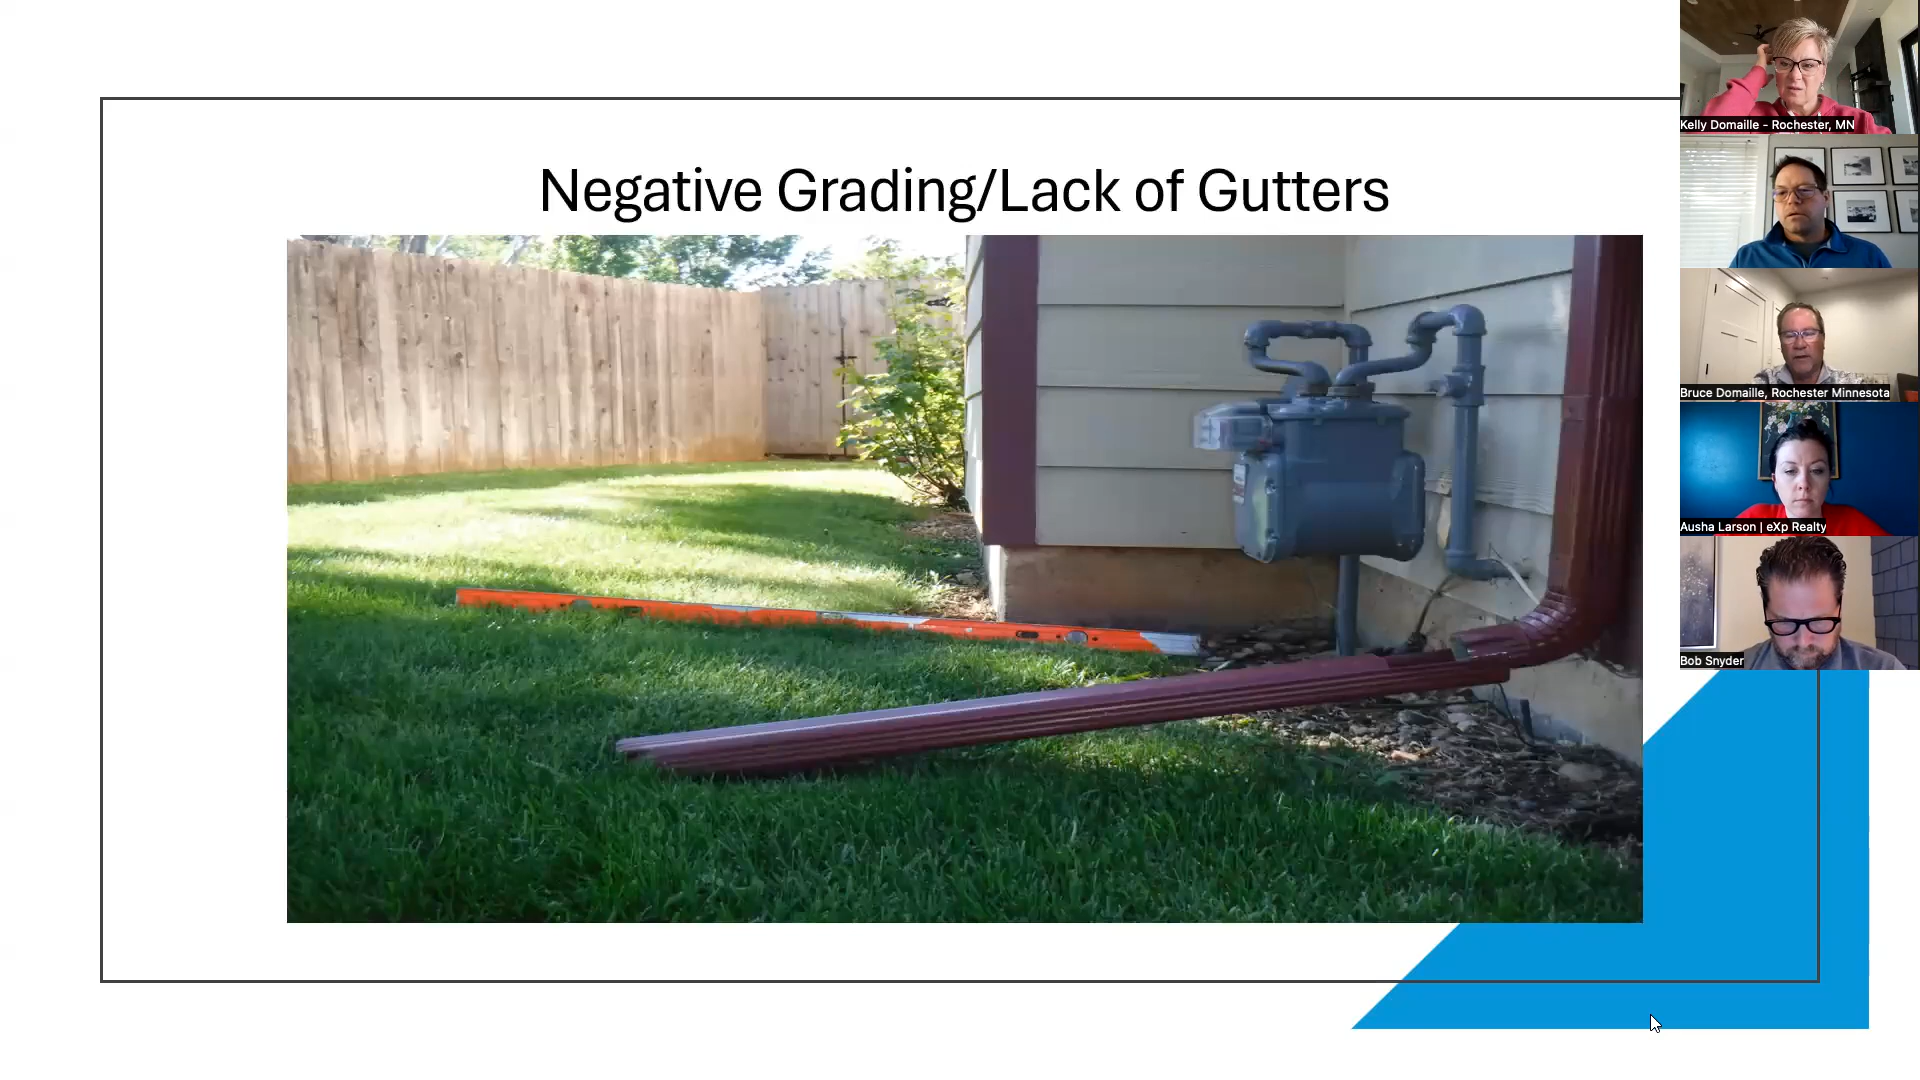 Negative Grading/Lack of Gutters
Kelly Domaille - Rochester, MN
Bruce Domaille, Rochester Minnesota
Ausha Larson | eXp Realty
Bob Snyder